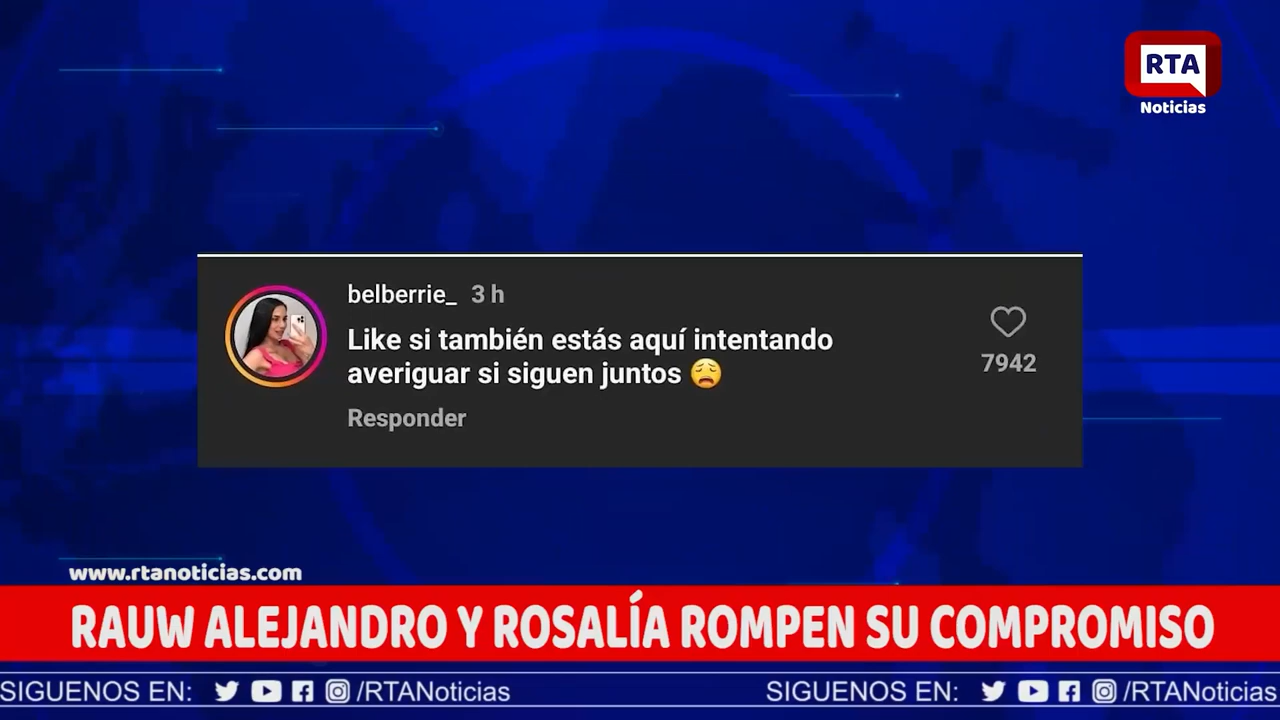 RTA
Noticias
belberrie_ 3 h
Like si también estás aquí intentando
averiguar si siguen juntos 😩
7942
Responder
www.rtanoticias.com
RAUW ALEJANDRO Y ROSALÍA ROMPEN SU COMPROMISO
SIGUENOS EN: /RTANoticias SIGUENOS EN: /RTANoticias